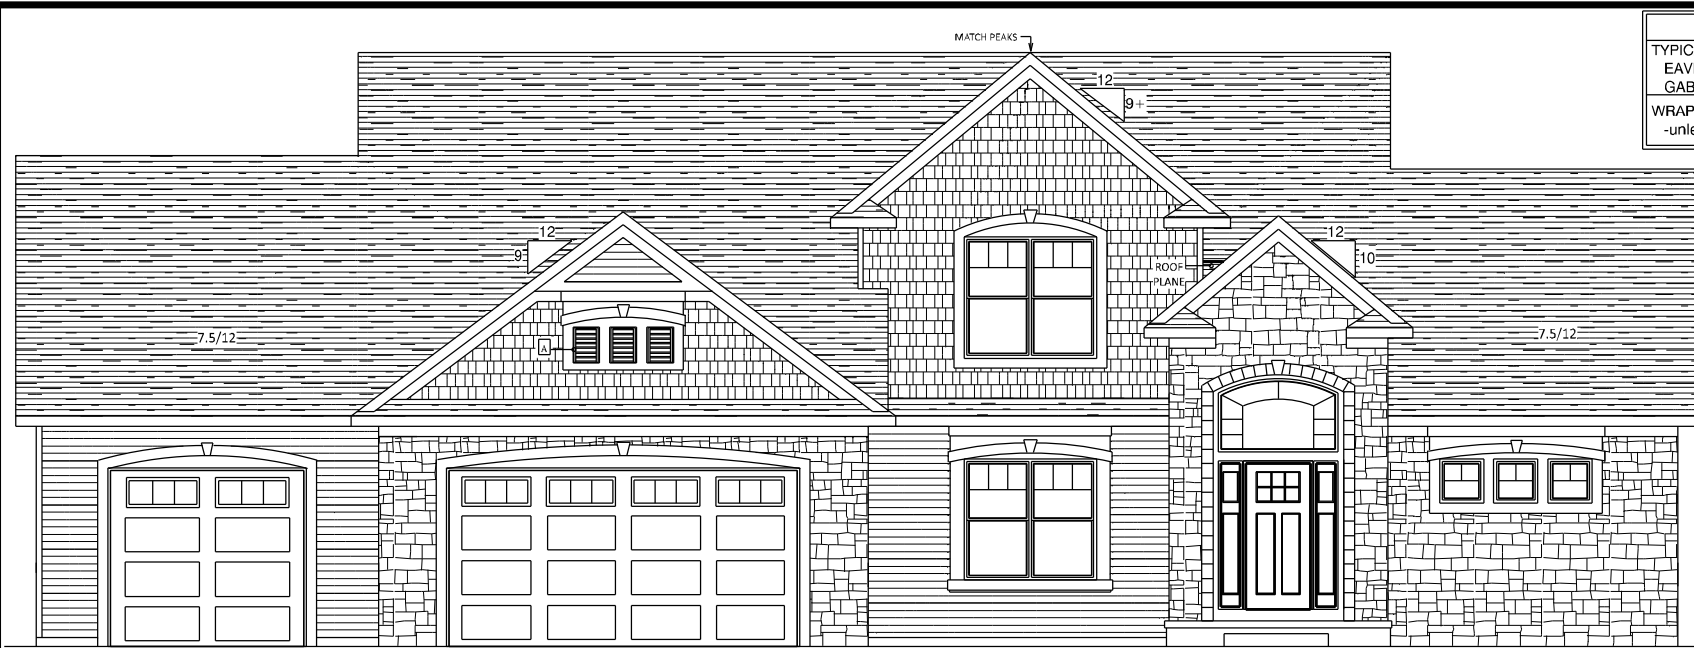 MATCH PEAKS
12
9+
TYPIC
EAV
GAB
WRAP
-unle
12
9
12
10
ROOF
PLANE
7.5/12
7.5/12
A